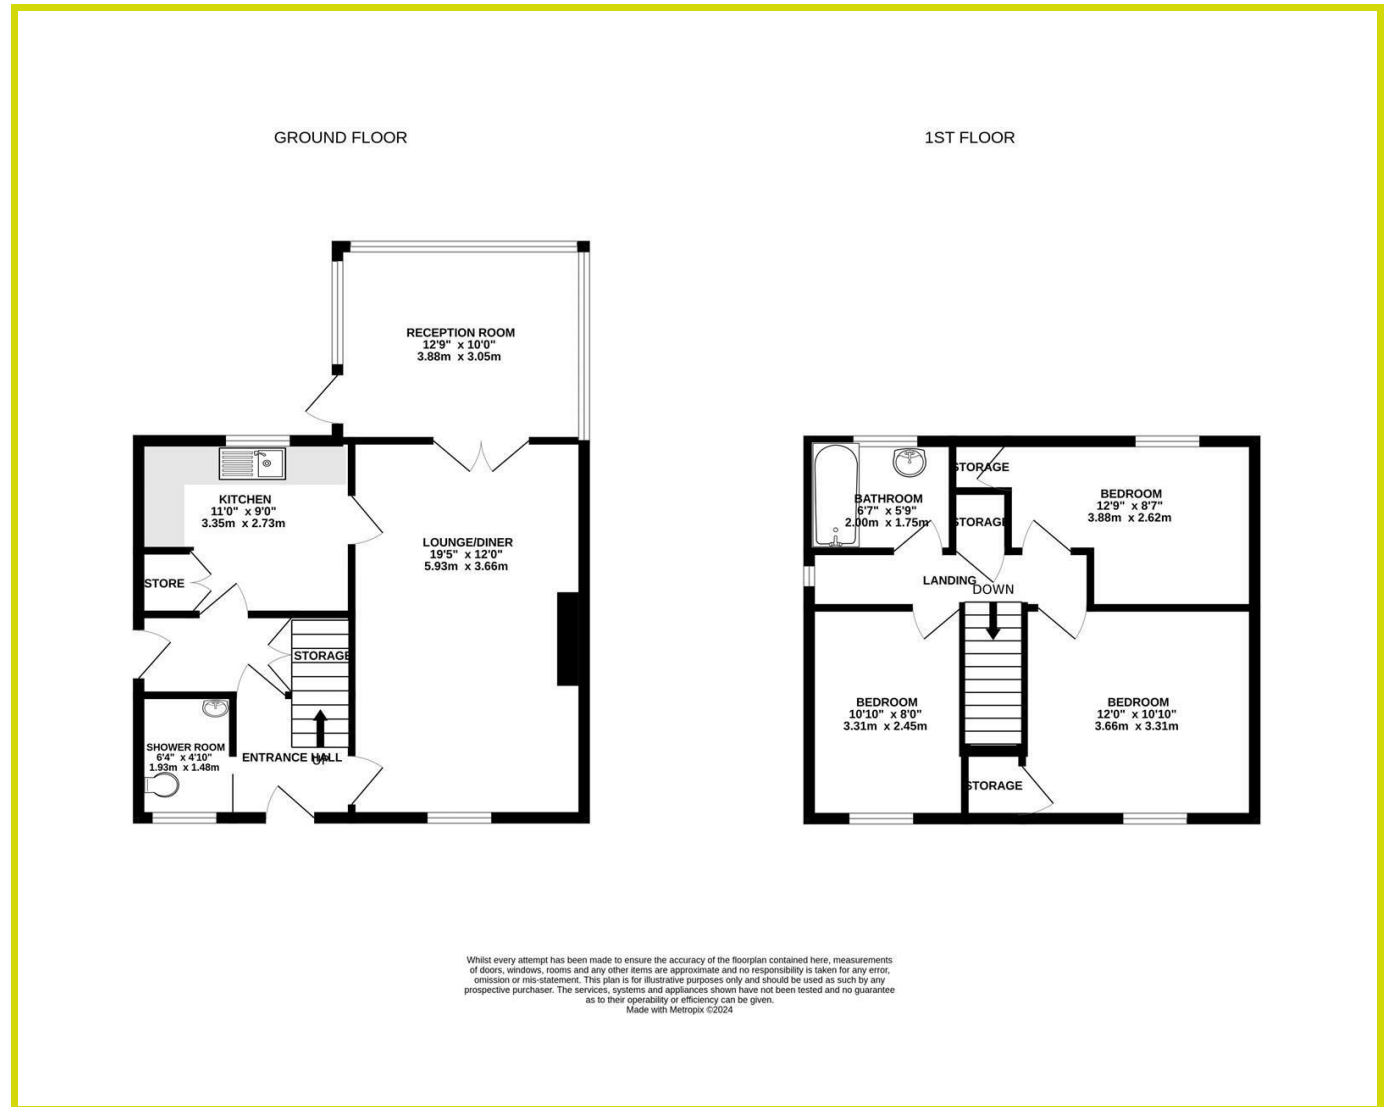 GROUND FLOOR
1ST FLOOR
RECEPTION ROOM
12'9" x 10'0"
3.88m x 3.05m
KITCHEN
11'0" x 9'0"
3.35m x 2.73m
LOUNGE/DINER
19'5" x 12'0"
5.93m x 3.66m
STORE
STORAGE
SHOWER ROOM
6'4" x 4'10"
1.93m x 1.48m
ENTRANCE HALL
UP
STORAGE
BATHROOM
6'7" x 5'9"
2.00m x 1.75m
STORAGE
BEDROOM
12'9" x 8'7"
3.88m x 2.62m
LANDING
DOWN
BEDROOM
10'10" x 8'0"
3.31m x 2.45m
BEDROOM
12'0" x 10'10"
3.66m x 3.31m
STORAGE
Whilst every attempt has been made to ensure the accuracy of the floorplan contained here, measurements
of doors, windows, rooms and any other items are approximate and no responsibility is taken for any error,
omission or mis-statement. This plan is for illustrative purposes only and should be used as such by any
prospective purchaser. The services, systems and appliances shown have not been tested and no guarantee
as to their operability or efficiency can be given.
Made with Metropix ©2024